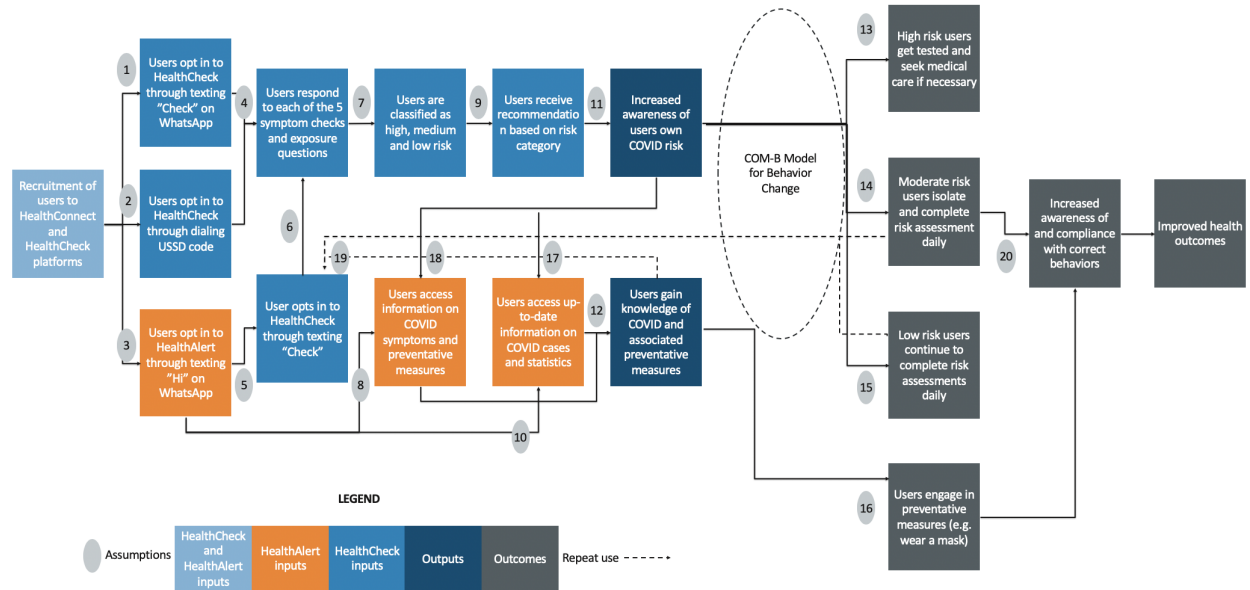 Recruitment of
users to
HealthConnect
and
HealthCheck
platforms
1
Users opt in to
HealthCheck
through texting
"Check" on
WhatsApp
2
Users opt in to
HealthCheck
through dialing
USSD code
3
Users opt in to
HealthAlert
through texting
"Hi" on
WhatsApp
4
Users respond
to each of the 5
symptom checks
and exposure
questions
5
User opts in to
HealthCheck
through texting
"Check"
6
7
Users are
classified as
high, medium
and low risk
8
9
Users receive
recommendatio
n based on risk
category
10
11
Increased
awareness of
users own
COVID risk
19
18
17
Users access
information on
COVID
symptoms and
preventative
measures
Users access up-
to-date
information on
COVID cases
and statistics
12
Users gain
knowledge of
COVID and
associated
preventative
measures
COM-B Model
for Behavior
Change
13
High risk users
get tested and
seek medical
care if necessary
14
Moderate risk
users isolate
and complete
risk assessment
daily
15
Low risk users
continue to
complete risk
assessments
daily
16
Users engage in
preventative
measures (e.g.
wear a mask)
20
Increased
awareness of
and compliance
with correct
behaviors
Improved health
outcomes
LEGEND
Assumptions
HealthCheck
and
HealthAlert
inputs
HealthAlert
inputs
HealthCheck
inputs
Outputs
Outcomes
Repeat use